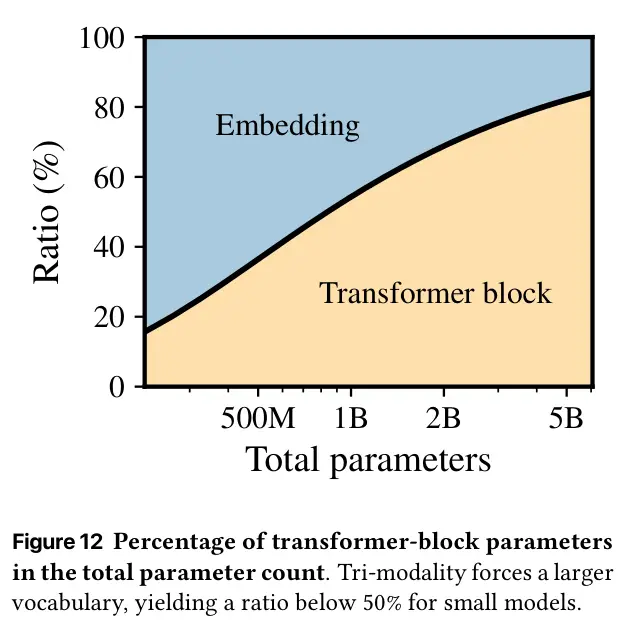 100
80
60
40
20
0
Ratio (%)
Embedding
Transformer block
500M 1B 2B 5B
Total parameters
Figure 12 Percentage of transformer-block parameters
in the total parameter count. Tri-modality forces a larger
vocabulary, yielding a ratio below 50% for small models.